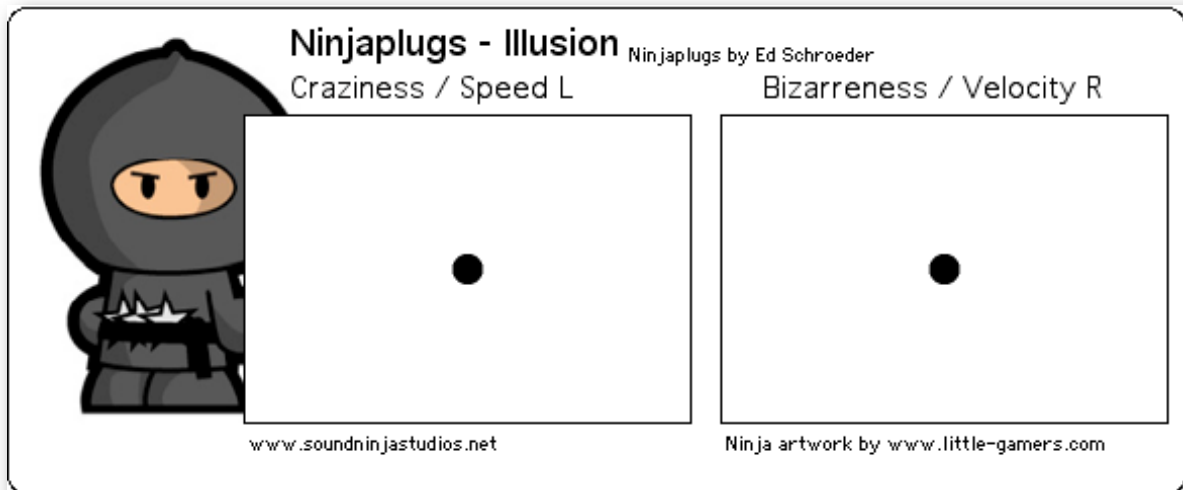 Ninjaplugs - Illusion Ninjaplugs by Ed Schroeder
Craziness / Speed L
Bizarreness / Velocity R
www.soundninjastudios.net
Ninja artwork by www.little-gamers.com